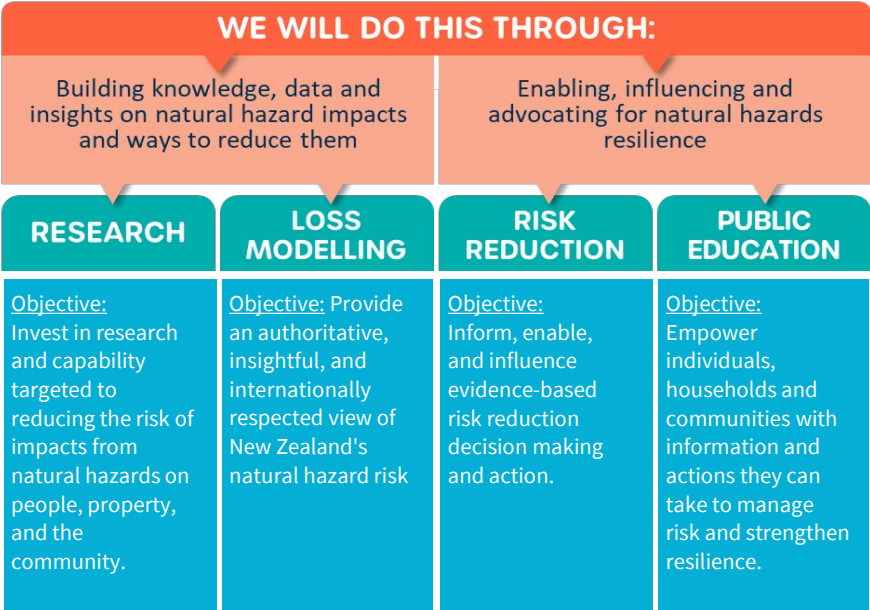 WE WILL DO THIS THROUGH:
Building knowledge, data and
insights on natural hazard impacts
and ways to reduce them
Enabling, influencing and
advocating for natural hazards
resilience
RESEARCH
LOSS
MODELLING
RISK
REDUCTION
PUBLIC
EDUCATION
Objective:
Invest in research
and capability
targeted to
reducing the risk of
impacts from
natural hazards on
people, property,
and the
community.
Objective: Provide
an authoritative,
insightful, and
internationally
respected view of
New Zealand's
natural hazard risk
Objective:
Inform, enable,
and influence
evidence-based
risk reduction
decision making
and action.
Objective:
Empower
individuals,
households and
communities with
information and
actions they can
take to manage
risk and strengthen
resilience.